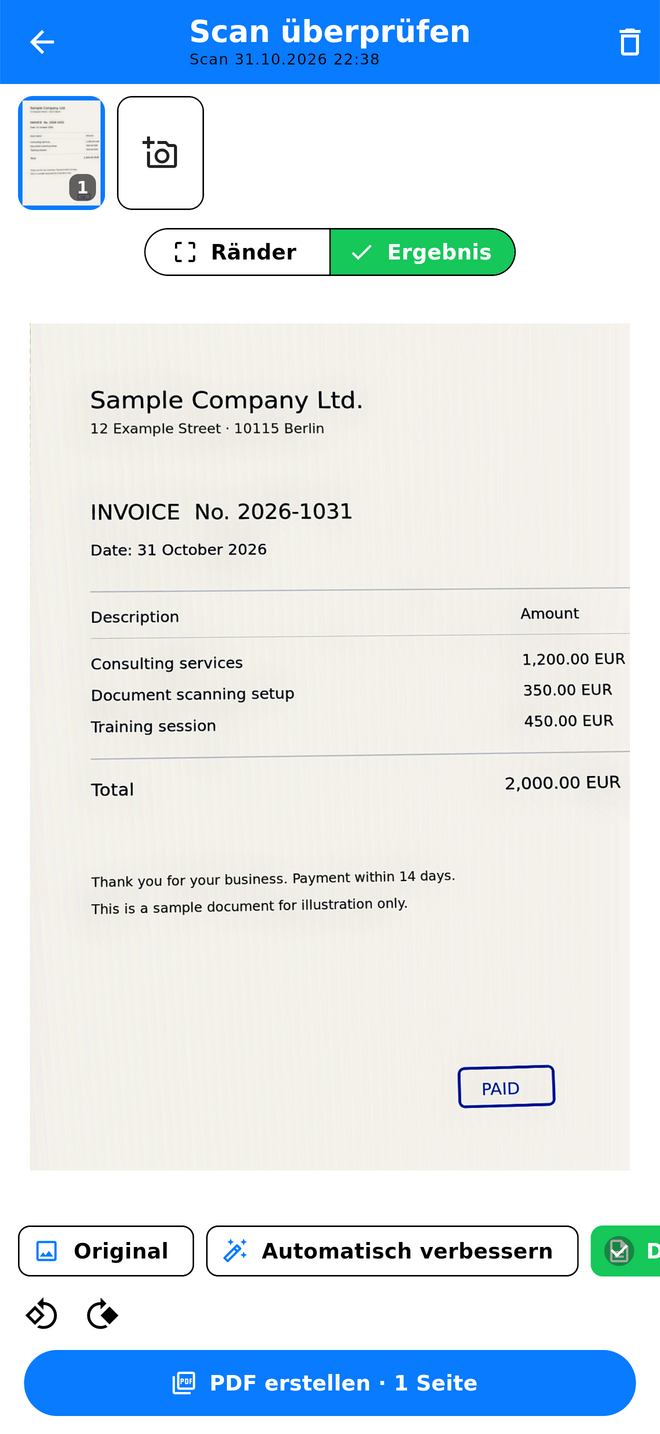 Scan überprüfen
Scan 31.10.2026 22:38
1
Ränder
Ergebnis
Sample Company Ltd.
12 Example Street · 10115 Berlin
INVOICE No. 2026-1031
Date: 31 October 2026
Description Amount
Consulting services 1,200.00 EUR
Document scanning setup 350.00 EUR
Training session 450.00 EUR
Total 2,000.00 EUR
Thank you for your business. Payment within 14 days.
This is a sample document for illustration only.
PAID
Original
Automatisch verbessern
PDF erstellen · 1 Seite